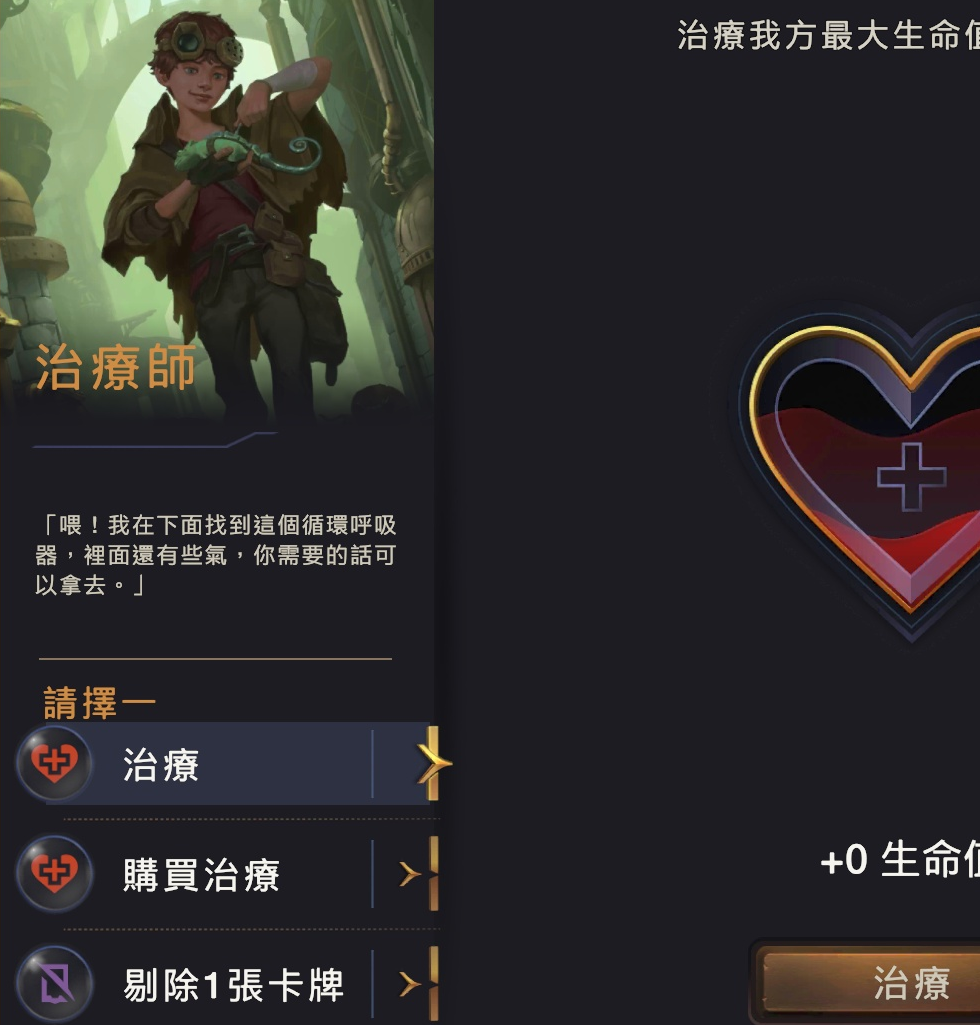 治療我方最大生命
治療師
「喂！我在下面找到這個循環呼吸
器，裡面還有些氣，你需要的話可
以拿去。」
請擇一
治療
購買治療
剔除1張卡牌
+0 生命
治療